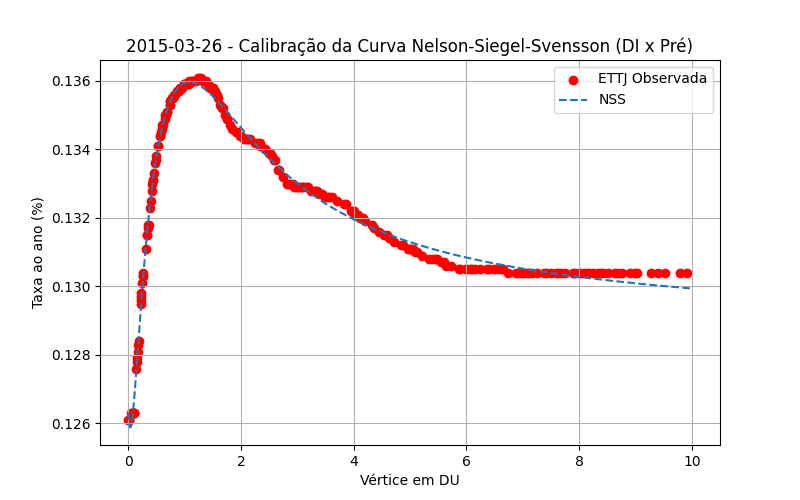 2015-03-26 - Calibração da Curva Nelson-Siegel-Svensson (DI x Pré)
ETTJ Observada
NSS
Taxa ao ano (%)
0.136
0.134
0.132
0.130
0.128
0.126
0 2 4 6 8 10
Vértice em DU